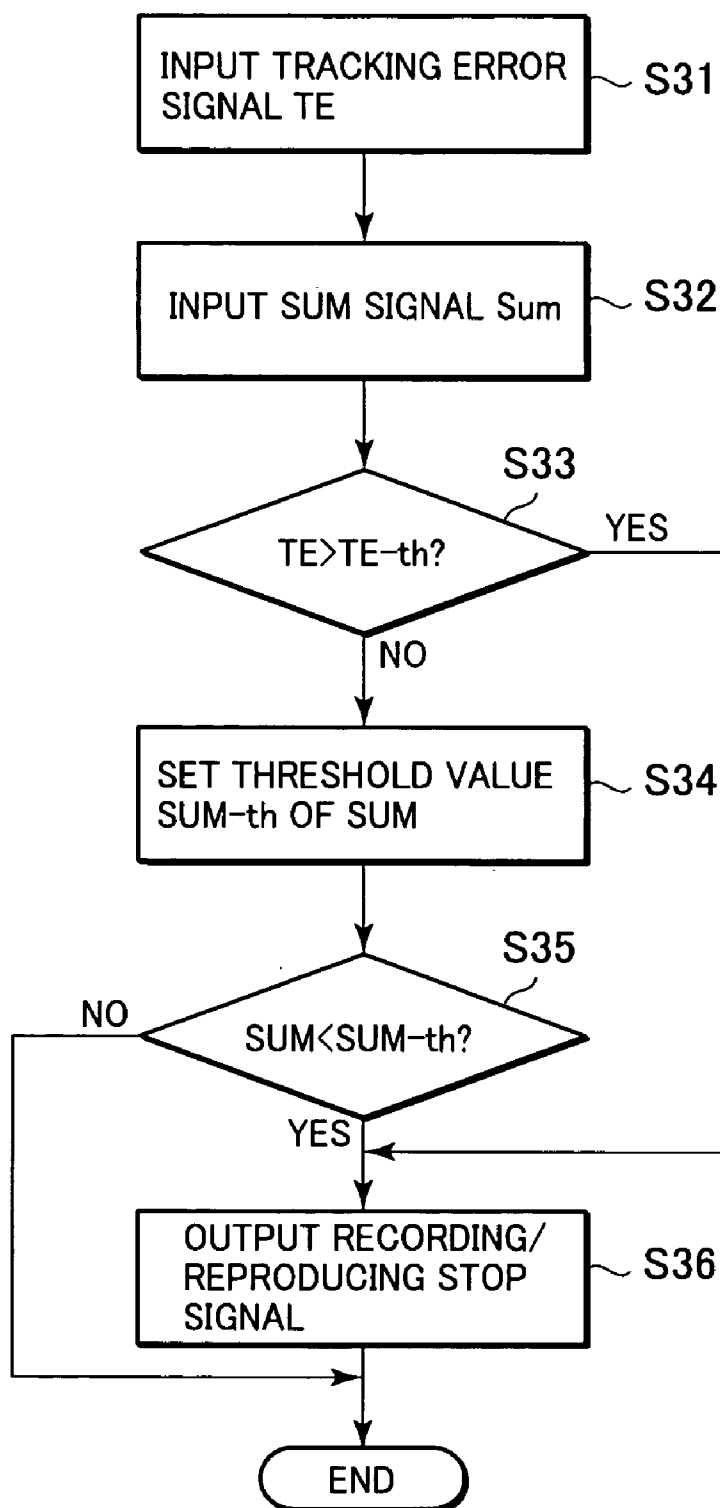 INPUT TRACKING ERROR
SIGNAL TE
S31
INPUT SUM SIGNAL Sum
S32
S33
TE>TE-th?
YES
NO
SET THRESHOLD VALUE
SUM-th OF SUM
S34
S35
NO
SUM<SUM-th?
YES
OUTPUT RECORDING/
REPRODUCING STOP
SIGNAL
S36
END